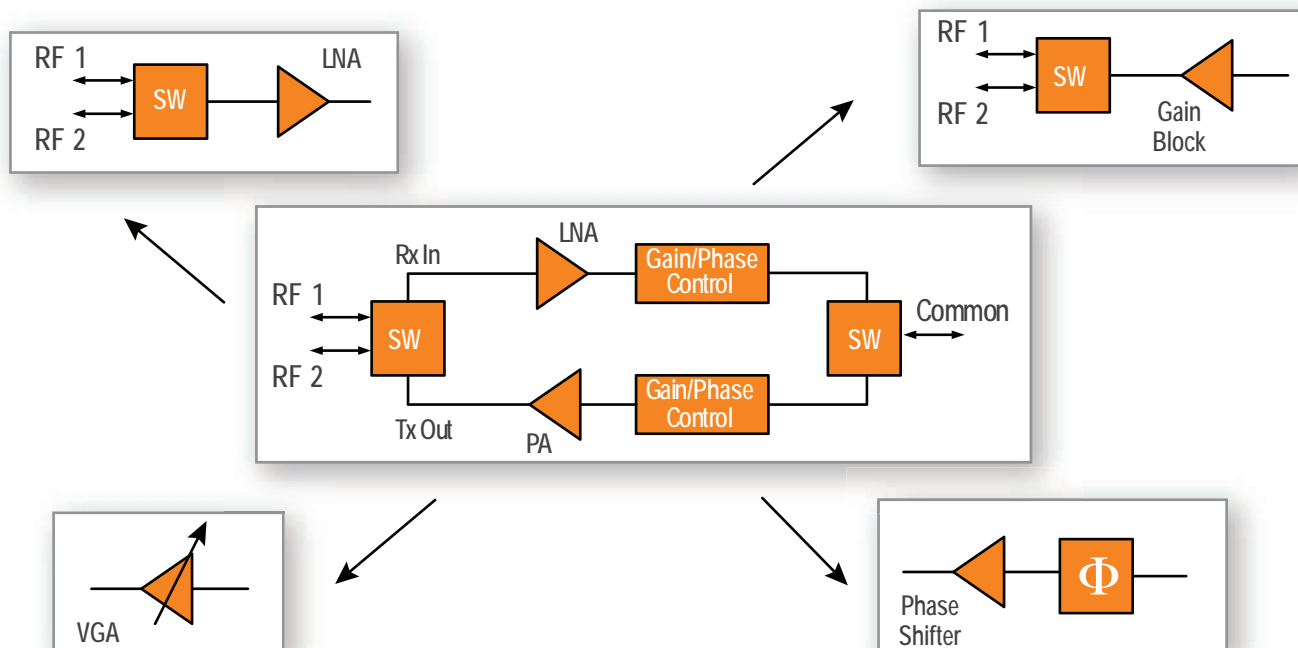 RF 1
LNA
SW
RF 2
RF 1
SW
RF 2
Gain
Block
LNA
Rx In
Gain/Phase
Control
RF 1
Common
SW
SW
RF 2
Gain/Phase
Control
Tx Out
PA
VGA
Φ
Phase
Shifter